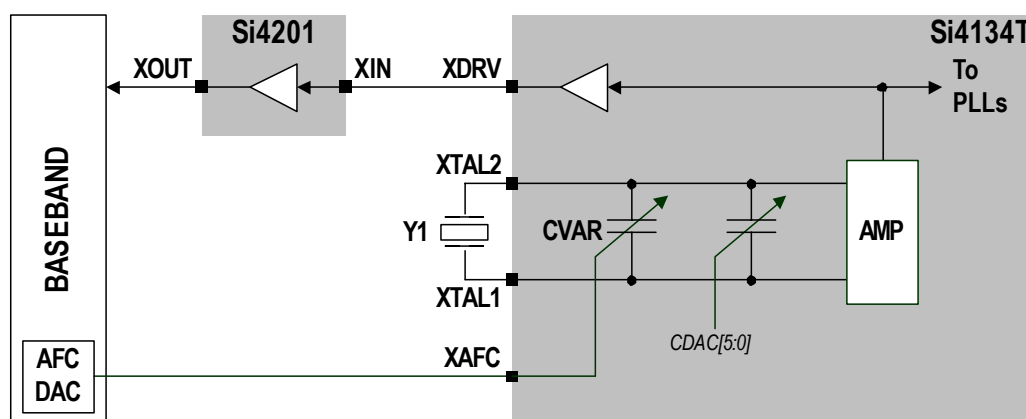 Si4201
Si4134T
XOUT
XIN
XDRV
To
PLLs
BASEBAND
XTAL2
Y1
CVAR
AMP
XTAL1
CDAC[5:0]
XAFC
AFC
DAC